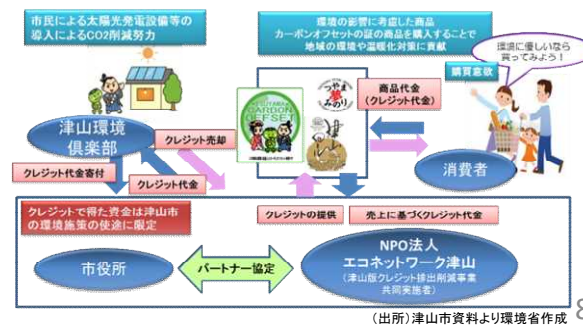 市民による太陽光発電設備等の
導入によるCO2削減努力
環境の影響に考慮した商品
カーボンオフセットの証の商品を購入することで
地域の環境や温暖化対策に貢献
環境に優しいなら
買ってみよう！
購買意欲
商品代金
（クレジット代金）
CARBON
OFFSET
つやま
夢
みのり
津山環境
倶楽部
クレジット売却
消費者
クレジット代金寄付
クレジット代金
クレジットで得た資金は津山市
の環境施策の使途に限定
クレジットの提供
売上に基づくクレジット代金
市役所
パートナー協定
NPO法人
エコネットワーク津山
（津山版クレジット排出削減事業
共同実施者）
（出所）津山市資料より環境省作成
8